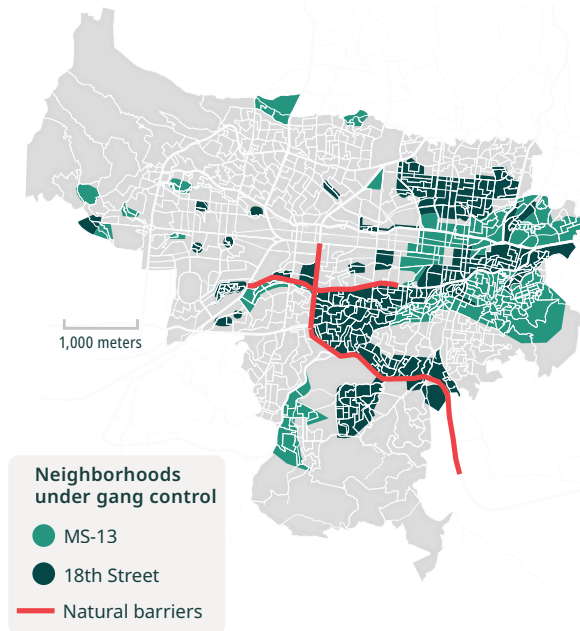 1,000 meters
Neighborhoods
under gang control
MS-13
18th Street
Natural barriers